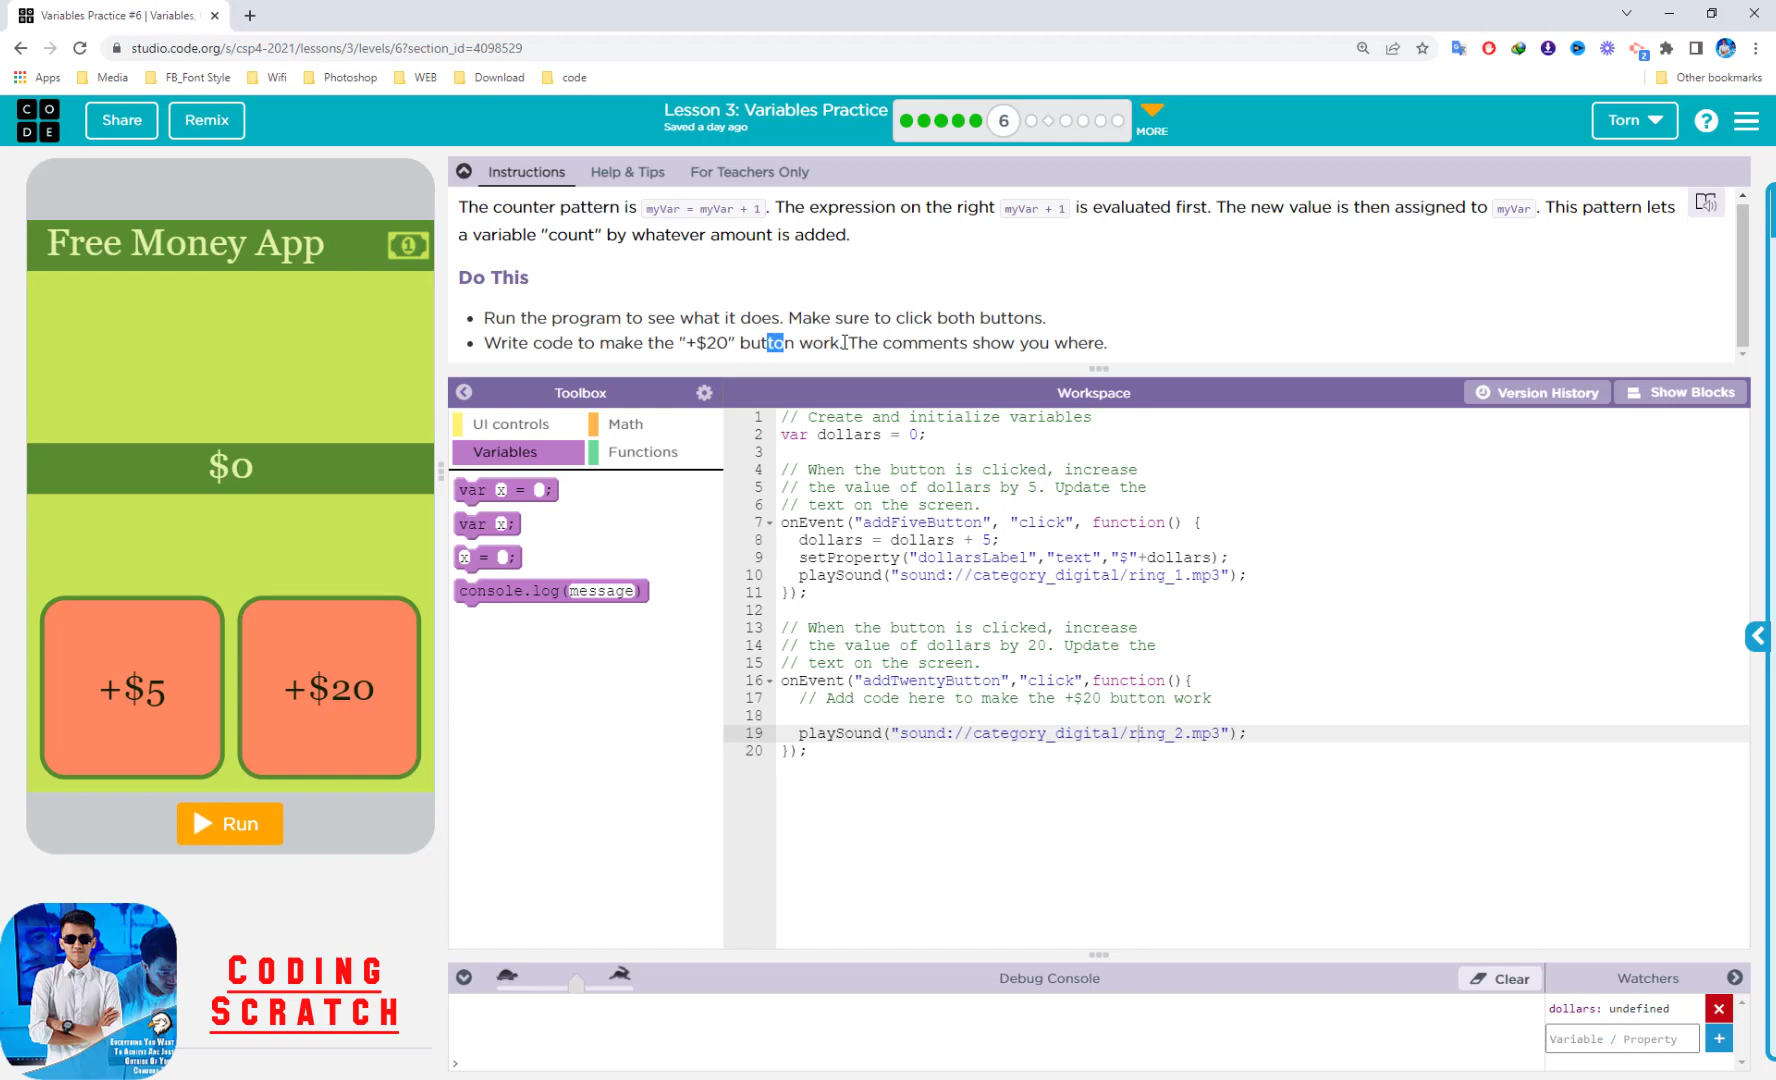 Variables Practice #6 | Variables,
studio.code.org/s/csp4-2021/lessons/3/levels/6?section_id=4098529
Apps Media FB_Font Style Wifi Photoshop WEB Download code Other bookmarks
C O
D E
Share Remix
Lesson 3: Variables Practice
Saved a day ago
6
MORE
Torn
Instructions Help & Tips For Teachers Only
The counter pattern is myVar = myVar + 1. The expression on the right myVar + 1 is evaluated first. The new value is then assigned to myVar. This pattern lets
a variable "count" by whatever amount is added.
Do This
Run the program to see what it does. Make sure to click both buttons.
Write code to make the "+$20" button work. The comments show you where.
Free Money App
1
$0
+$5 +$20
Run
Toolbox
UI controls Math
Variables Functions
var x = ;
var x;
x = ;
console.log(message)
Workspace
Version History Show Blocks
1 // Create and initialize variables
2 var dollars = 0;
3
4 // When the button is clicked, increase
5 // the value of dollars by 5. Update the
6 // text on the screen.
7 onEvent("addFiveButton", "click", function() {
8 dollars = dollars + 5;
9 setProperty("dollarsLabel","text","$"+dollars);
10 playSound("sound://category_digital/ring_1.mp3");
11 });
12
13 // When the button is clicked, increase
14 // the value of dollars by 20. Update the
15 // text on the screen.
16 onEvent("addTwentyButton","click",function(){
17 // Add code here to make the +$20 button work
18
19 playSound("sound://category_digital/ring_2.mp3");
20 });
Debug Console
Clear
Watchers
dollars: undefined
Variable / Property
>
CODING
SCRATCH
EVERYTHING YOU WANT
TO ACHIEVE ARE JUST
OUTSIDE OF YOUR